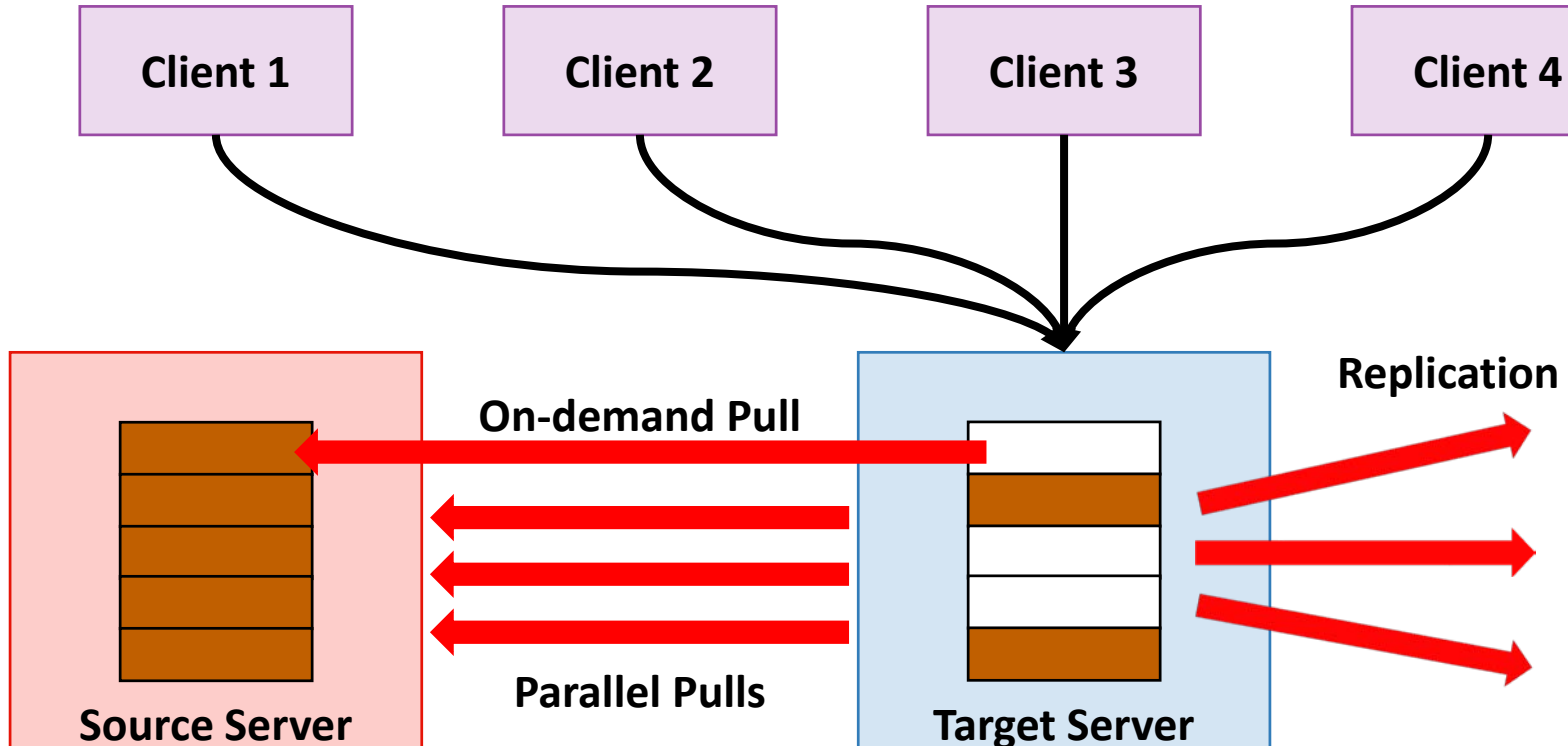 Client 1
Client 2
Client 3
Client 4
Replication
On-demand Pull
Parallel Pulls
Source Server
Target Server